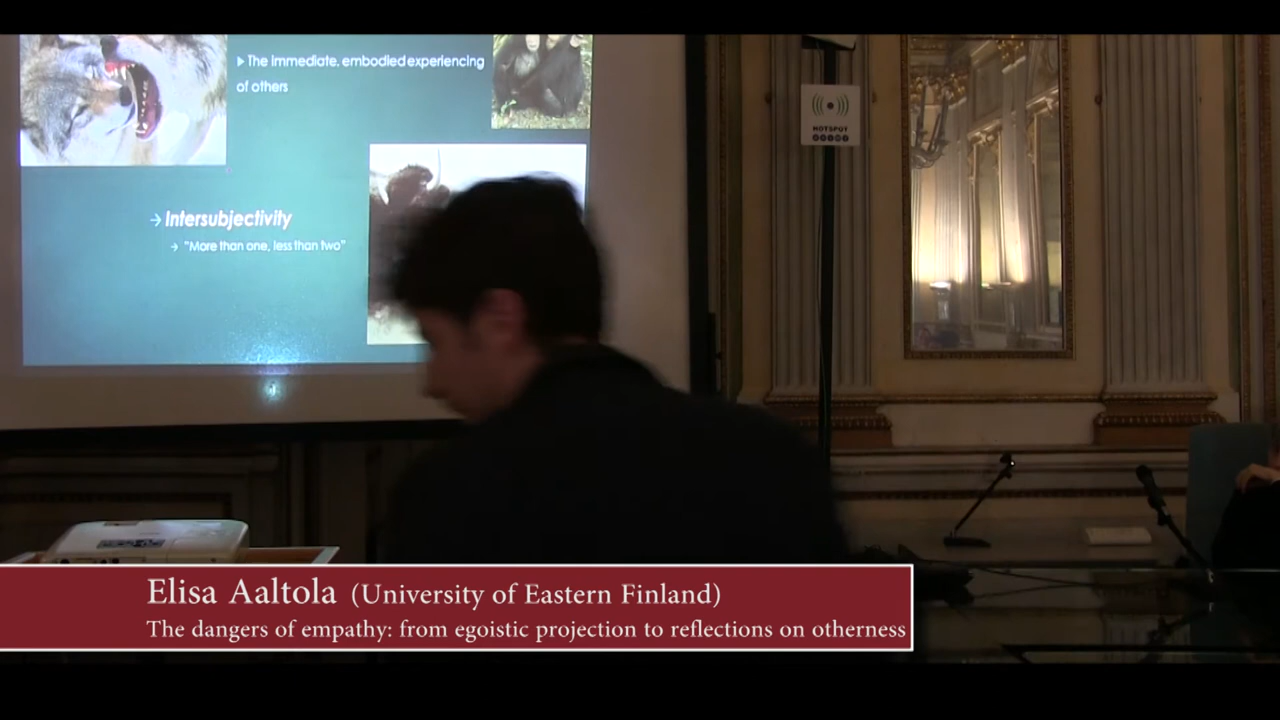 ▶ The immediate, embodied experiencing
of others
→ Intersubjectivity
→ "More than one, less than two"
HOTSPOT
Elisa Aaltola (University of Eastern Finland)
The dangers of empathy: from egoistic projection to reflections on otherness